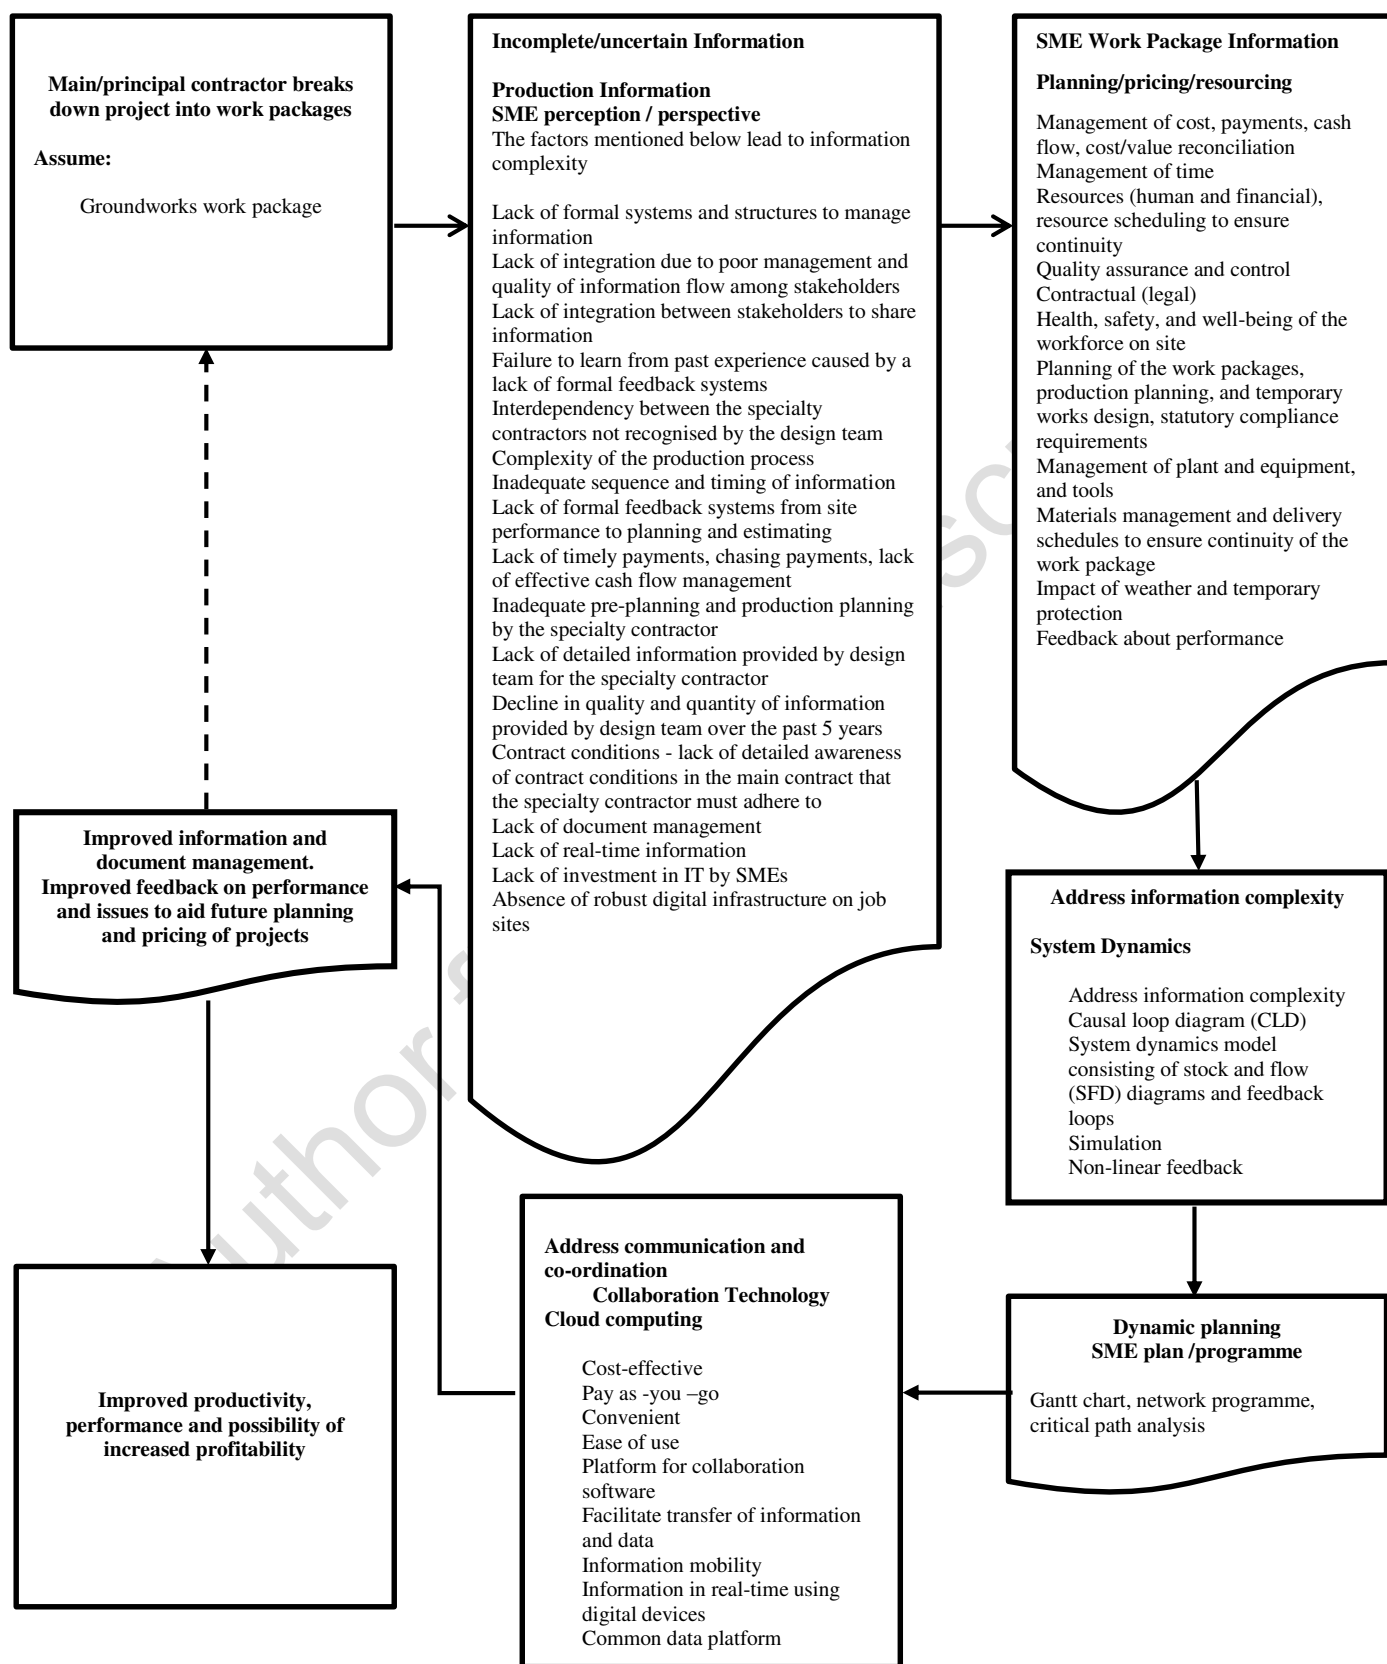 Main/principal contractor breaks
down project into work packages
Assume:
Groundworks work package
Incomplete/uncertain Information
Production Information
SME perception / perspective
The factors mentioned below lead to information
complexity
Lack of formal systems and structures to manage
information
Lack of integration due to poor management and
quality of information flow among stakeholders
Lack of integration between stakeholders to share
information
Failure to learn from past experience caused by a
lack of formal feedback systems
Interdependency between the specialty
contractors not recognised by the design team
Complexity of the production process
Inadequate sequence and timing of information
Lack of formal feedback systems from site
performance to planning and estimating
Lack of timely payments, chasing payments, lack
of effective cash flow management
Inadequate pre-planning and production planning
by the specialty contractor
Lack of detailed information provided by design
team for the specialty contractor
Decline in quality and quantity of information
provided by design team over the past 5 years
Contract conditions - lack of detailed awareness
of contract conditions in the main contract that
the specialty contractor must adhere to
Lack of document management
Lack of real-time information
Lack of investment in IT by SMEs
Absence of robust digital infrastructure on job
sites
SME Work Package Information
Planning/pricing/resourcing
Management of cost, payments, cash
flow, cost/value reconciliation
Management of time
Resources (human and financial),
resource scheduling to ensure
continuity
Quality assurance and control
Contractual (legal)
Health, safety, and well-being of the
workforce on site
Planning of the work packages,
production planning, and temporary
works design, statutory compliance
requirements
Management of plant and equipment,
and tools
Materials management and delivery
schedules to ensure continuity of the
work package
Impact of weather and temporary
protection
Feedback about performance
Address information complexity
System Dynamics
Address information complexity
Causal loop diagram (CLD)
System dynamics model
consisting of stock and flow
(SFD) diagrams and feedback
loops
Simulation
Non-linear feedback
Dynamic planning
SME plan /programme
Gantt chart, network programme,
critical path analysis
Address communication and
co-ordination
Collaboration Technology
Cloud computing
Cost-effective
Pay as -you –go
Convenient
Ease of use
Platform for collaboration
software
Facilitate transfer of information
and data
Information mobility
Information in real-time using
digital devices
Common data platform
Improved information and
document management.
Improved feedback on performance
and issues to aid future planning
and pricing of projects
Improved productivity,
performance and possibility of
increased profitability